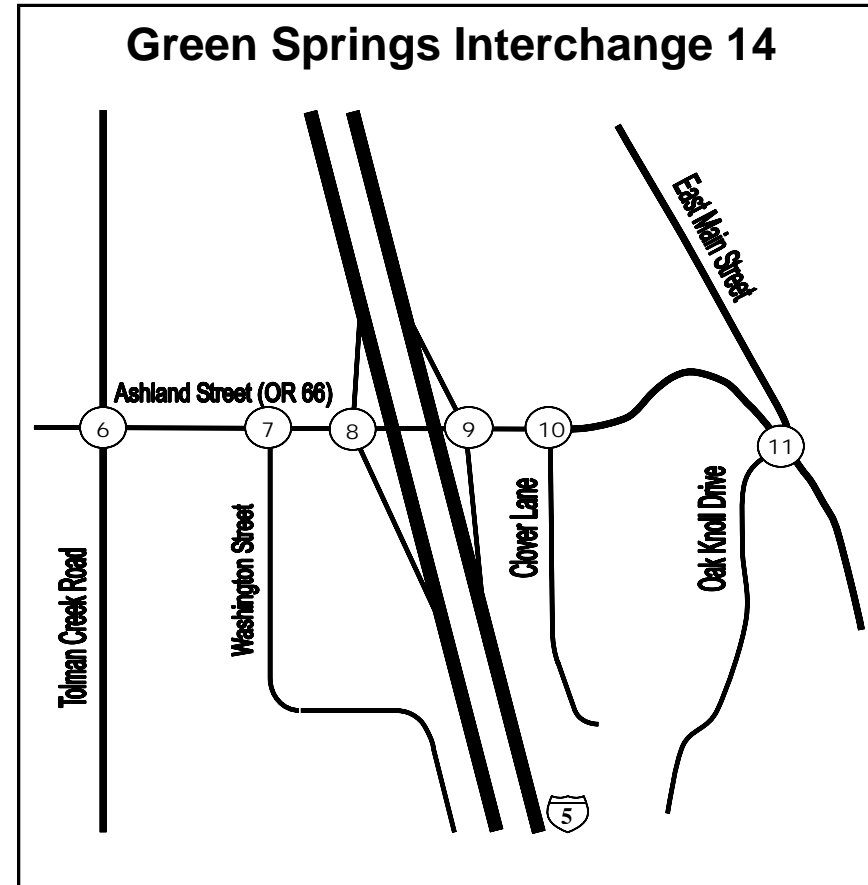 Green Springs Interchange 14
East Main Street
Ashland Street (OR 66)
6
7
8
9
10
11
Tolman Creek Road
Washington Street
Clover Lane
Oak Knoll Drive
5